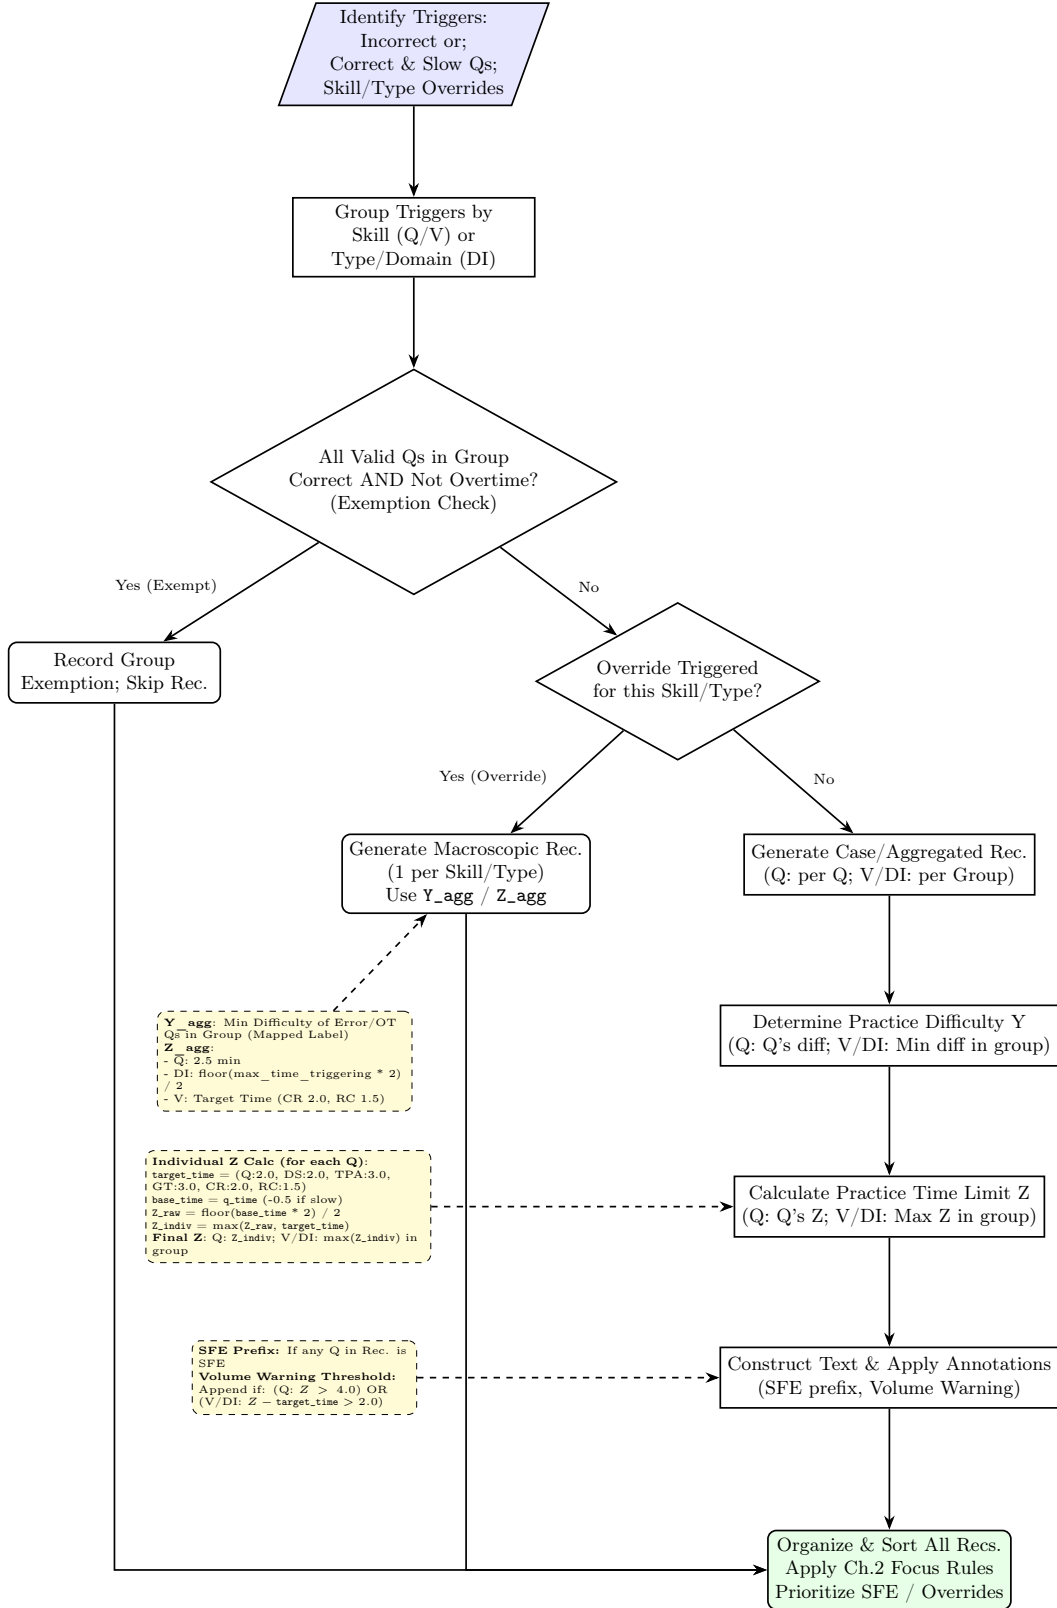 Identify Triggers:
Incorrect or;
Correct & Slow Qs;
Skill/Type Overrides
Group Triggers by
Skill (Q/V) or
Type/Domain (DI)
All Valid Qs in Group
Correct AND Not Overtime?
(Exemption Check)
Yes (Exempt)
No
Record Group
Exemption; Skip Rec.
Override Triggered
for this Skill/Type?
Yes (Override)
No
Generate Macroscopic Rec.
(1 per Skill/Type)
Use Y_agg / Z_agg
Generate Case/Aggregated Rec.
(Q: per Q; V/DI: per Group)
Y_agg: Min Difficulty of Error/OT
Qs in Group (Mapped Label)
Z_agg:
- Q: 2.5 min
- DI: floor(max_time_triggering * 2)
/ 2
- V: Target Time (CR 2.0, RC 1.5)
Determine Practice Difficulty Y
(Q: Q's diff; V/DI: Min diff in group)
Individual Z Calc (for each Q):
target_time = (Q:2.0, DS:2.0, TPA:3.0,
GT:3.0, CR:2.0, RC:1.5)
base_time = q_time (-0.5 if slow)
Z_raw = floor(base_time * 2) / 2
Z_indiv = max(Z_raw, target_time)
Final Z: Q: Z_indiv; V/DI: max(Z_indiv) in
group
Calculate Practice Time Limit Z
(Q: Q's Z; V/DI: Max Z in group)
SFE Prefix: If any Q in Rec. is
SFE
Volume Warning Threshold:
Append if: (Q: Z > 4.0) OR
(V/DI: Z − target_time > 2.0)
Construct Text & Apply Annotations
(SFE prefix, Volume Warning)
Organize & Sort All Recs.
Apply Ch.2 Focus Rules
Prioritize SFE / Overrides